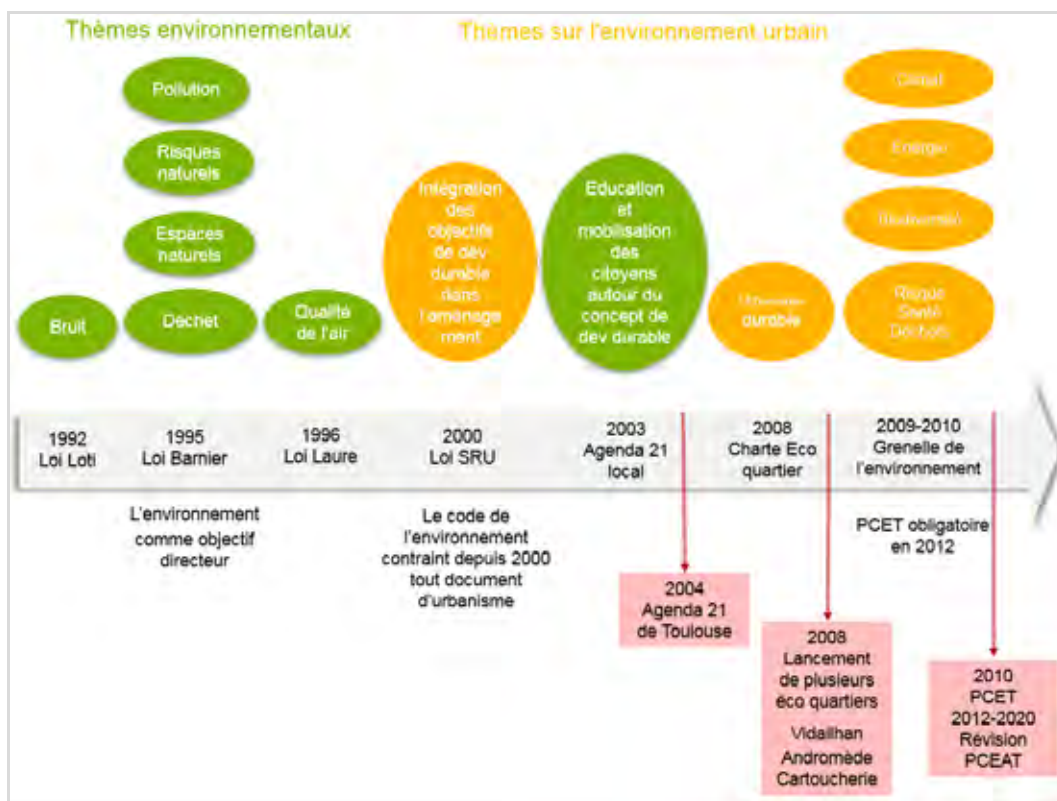 Thèmes environnementaux
Thèmes sur l'environnement urbain
Pollution
Risques
naturels
Espaces
naturels
Bruit
Déchet
Qualité
de l'air
Intégration
des
objectifs
de dév
durable
dans
l'aménage
ment
Education
et
mobilisation
des
citoyens
autour du
concept de
dev durable
durable
Climat
Energie
Risque
Santé
Déchets
1992
Loi Loti
1995
Loi Barnier
1996
Loi Laure
2000
Loi SRU
2003
Agenda 21
local
2008
Charte Eco
quartier
2009-2010
Grenelle de
l'environnement
L'environnement
comme objectif
directeur
Le code de
l'environnement
contraint depuis 2000
tout document
d'urbanisme
PCET obligatoire
en 2012
2004
Agenda 21
de Toulouse
2008
Lancement
de plusieurs
éco quartiers
Vidailhan
Andromède
Cartoucherie
2010
PCET
2012-2020
Révision
PCEAT